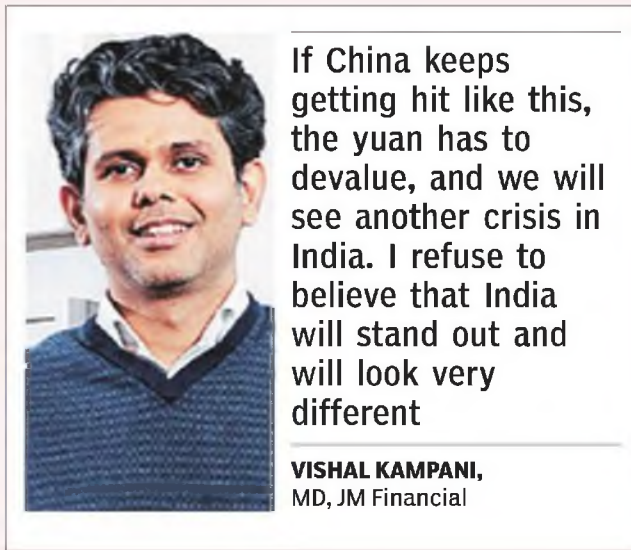 If China keeps
getting hit like this,
the yuan has to
devalue, and we will
see another crisis in
India. I refuse to
believe that India
will stand out and
will look very
different
VISHAL KAMPANI,
MD, JM Financial